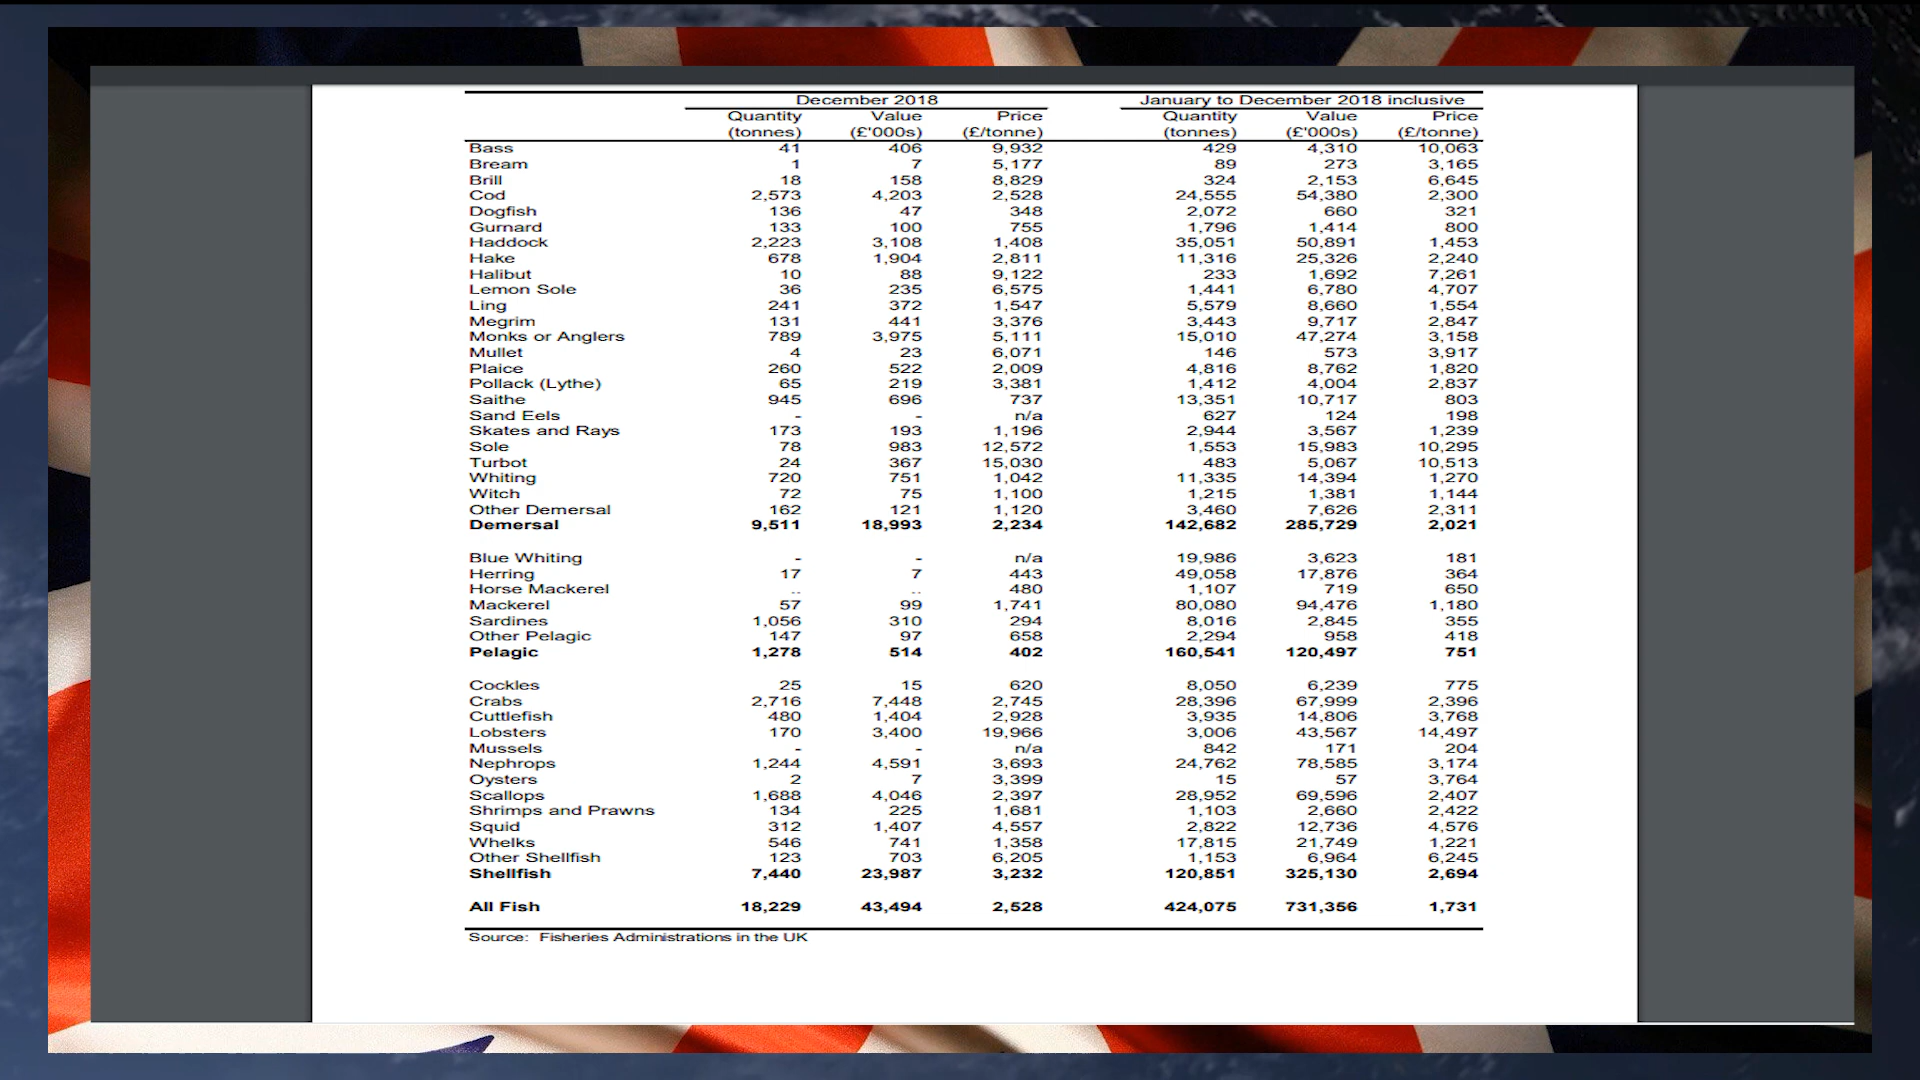 December 2018 January to December 2018 inclusive
Quantity Value Price Quantity Value Price
(tonnes) (£'000s) (£/tonne) (tonnes) (£'000s) (£/tonne)
Bass 41 406 9,932 429 4,310 10,063
Bream 1 7 5,177 89 273 3,165
Brill 18 158 8,829 324 2,153 6,645
Cod 2,573 4,203 2,528 24,555 54,380 2,300
Dogfish 136 47 348 2,072 660 321
Gurnard 133 100 755 1,796 1,414 800
Haddock 2,223 3,108 1,408 35,051 50,891 1,453
Hake 678 1,904 2,811 11,316 25,326 2,240
Halibut 10 88 9,122 233 1,692 7,261
Lemon Sole 36 235 6,575 1,441 6,780 4,707
Ling 241 372 1,547 5,579 8,660 1,554
Megrim 131 441 3,376 3,443 9,717 2,847
Monks or Anglers 789 3,975 5,111 15,010 47,274 3,158
Mullet 4 23 6,071 146 573 3,917
Plaice 260 522 2,009 4,816 8,762 1,820
Pollack (Lythe) 65 219 3,381 1,412 4,004 2,837
Saithe 945 696 737 13,351 10,717 803
Sand Eels - - n/a 627 124 198
Skates and Rays 173 193 1,196 2,944 3,567 1,239
Sole 78 983 12,572 1,553 15,983 10,295
Turbot 24 367 15,030 483 5,067 10,513
Whiting 720 751 1,042 11,335 14,394 1,270
Witch 72 75 1,100 1,215 1,381 1,144
Other Demersal 162 121 1,120 3,460 7,626 2,311
Demersal 9,511 18,993 2,234 142,682 285,729 2,021
Blue Whiting - - n/a 19,986 3,623 181
Herring 17 7 443 49,058 17,876 364
Horse Mackerel .. .. 480 1,107 719 650
Mackerel 57 99 1,741 80,080 94,476 1,180
Sardines 1,056 310 294 8,016 2,845 355
Other Pelagic 147 97 658 2,294 958 418
Pelagic 1,278 514 402 160,541 120,497 751
Cockles 25 15 620 8,050 6,239 775
Crabs 2,716 7,448 2,745 28,396 67,999 2,396
Cuttlefish 480 1,404 2,928 3,935 14,806 3,768
Lobsters 170 3,400 19,966 3,006 43,567 14,497
Mussels - - n/a 842 171 204
Nephrops 1,244 4,591 3,693 24,762 78,585 3,174
Oysters 2 7 3,399 15 57 3,764
Scallops 1,688 4,046 2,397 28,952 69,596 2,407
Shrimps and Prawns 134 225 1,681 1,103 2,660 2,422
Squid 312 1,407 4,557 2,822 12,736 4,576
Whelks 546 741 1,358 17,815 21,749 1,221
Other Shellfish 123 703 6,205 1,153 6,964 6,245
Shellfish 7,440 23,987 3,232 120,851 325,130 2,694
All Fish 18,229 43,494 2,528 424,075 731,356 1,731
Source: Fisheries Administrations in the UK